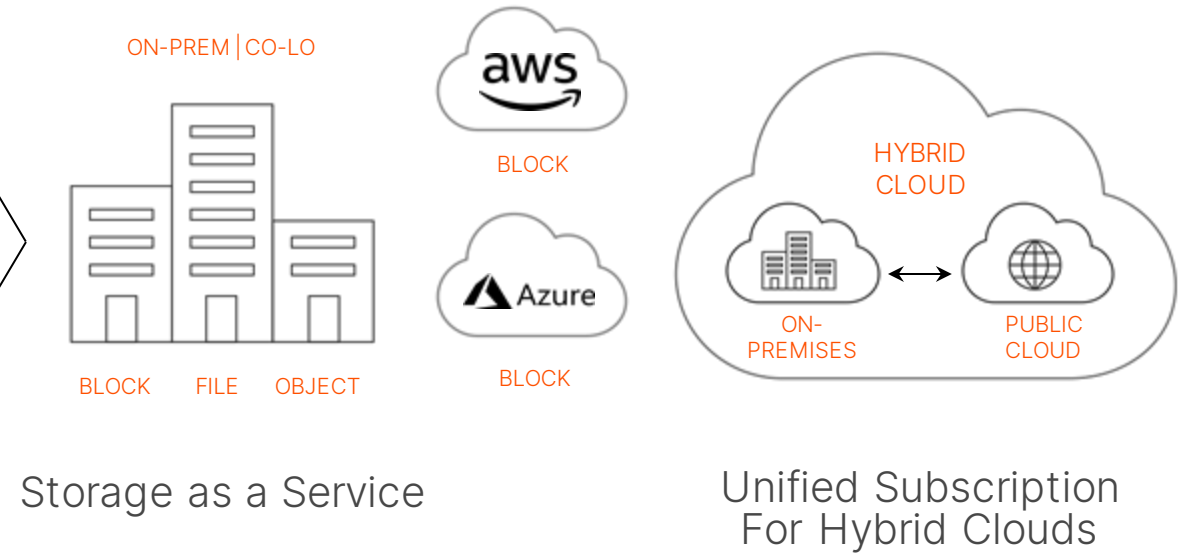 ON-PREM | CO-LO
BLOCK FILE OBJECT
aws
BLOCK
Azure
BLOCK
HYBRID
CLOUD
ON-
PREMISES
PUBLIC
CLOUD
Storage as a Service
Unified Subscription
For Hybrid Clouds